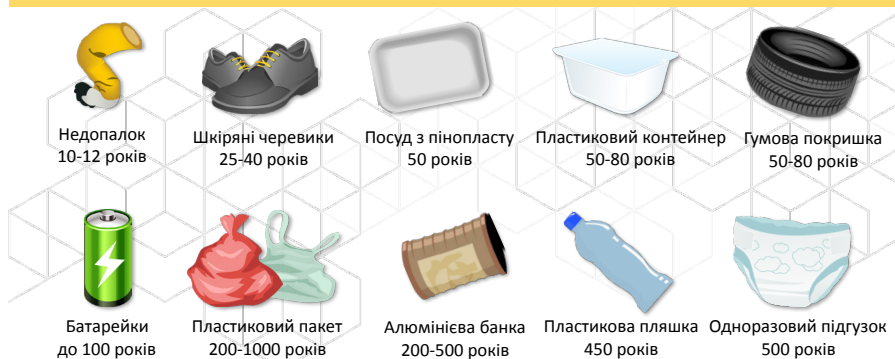 Недопалок
10-12 років
Шкіряні черевики
25-40 років
Посуд з пінопласту
50 років
Пластиковий контейнер
50-80 років
Гумова покришка
50-80 років
Батарейки
до 100 років
Пластиковий пакет
200-1000 років
Алюмінієва банка
200-500 років
Пластикова пляшка
450 років
Одноразовий підгузок
500 років